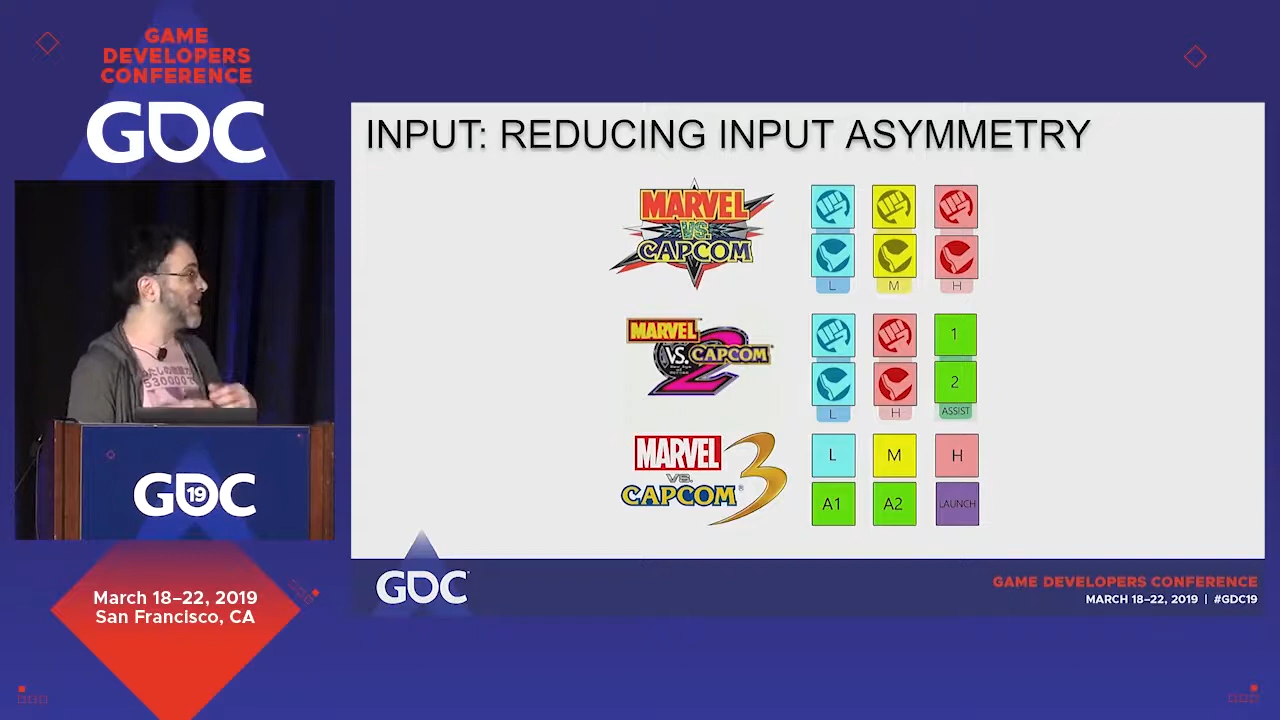 GAME
DEVELOPERS
CONFERENCE
GDC
INPUT: REDUCING INPUT ASYMMETRY
MARVEL
VS.
CAPCOM
L
M
H
MARVEL
VS. CAPCOM
2
1
2
L
H
ASSIST
MARVEL
VS.
CAPCOM
3
L
M
H
A1
A2
LAUNCH
530000
GDC
19
March 18–22, 2019
San Francisco, CA
GDC
GAME DEVELOPERS CONFERENCE
MARCH 18–22, 2019 | #GDC19